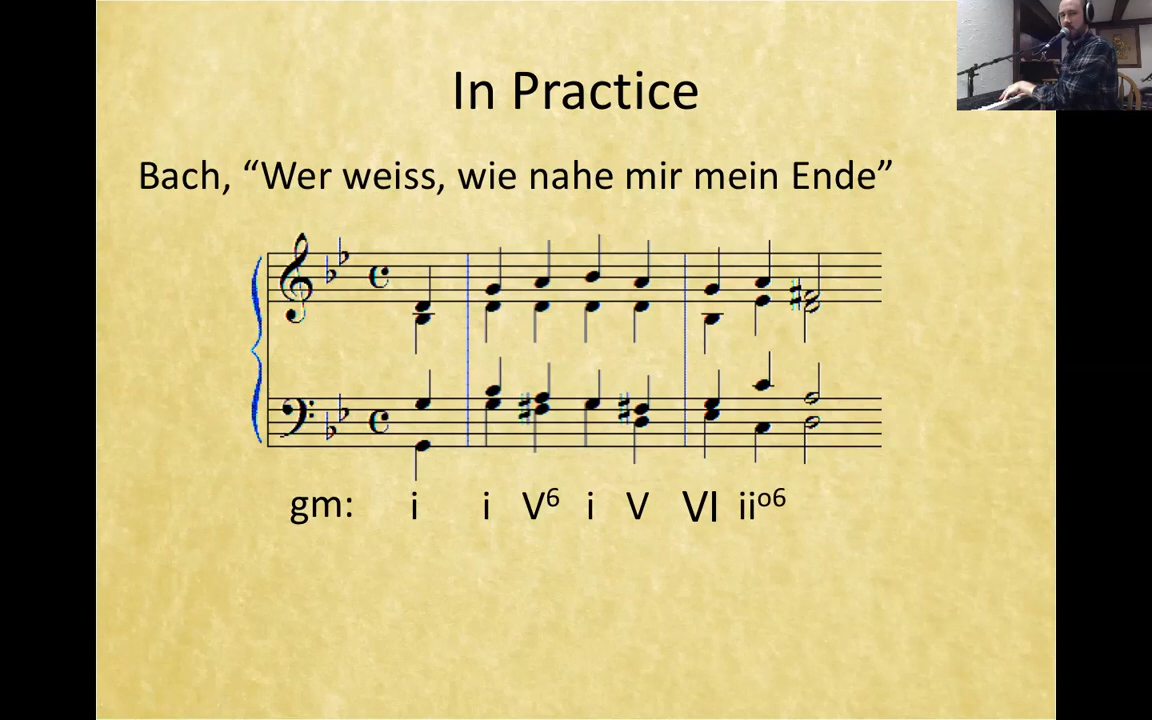 In Practice
Bach, “Wer weiss, wie nahe mir mein Ende”
gm: i i V⁶ i V VI iiº⁶